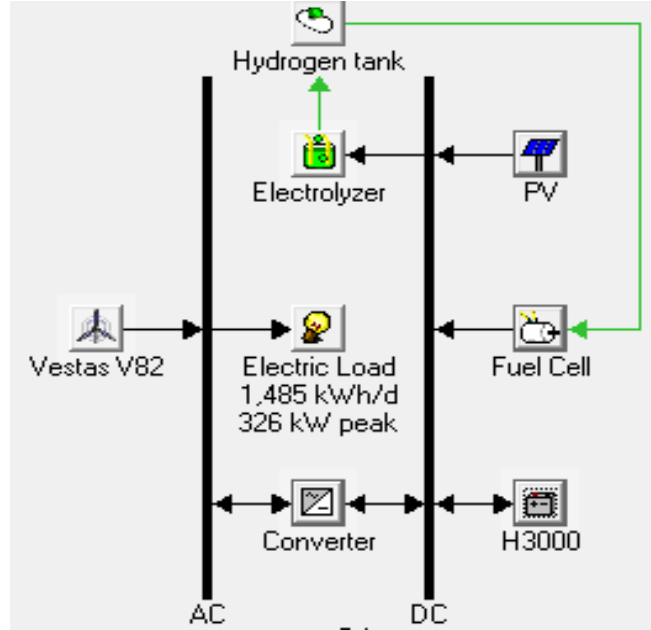 Hydrogen tank
Electrolyzer
PV
Vestas V82
Electric Load
1,485 kWh/d
326 kW peak
Fuel Cell
Converter
H3000
AC
DC